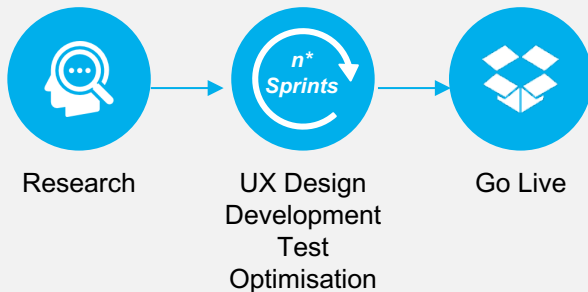 n*
Sprints
Research
UX Design
Development
Test
Optimisation
Go Live